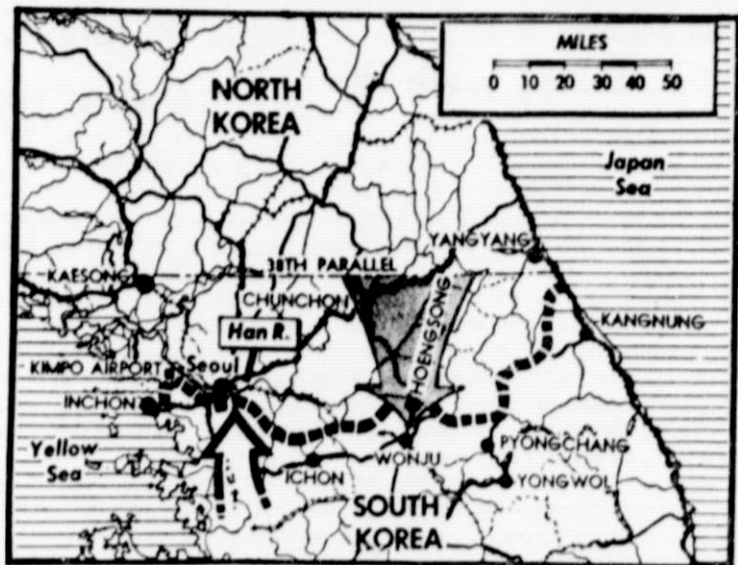 MILES
0 10 20 30 40 50
NORTH
KOREA
Japan
Sea
YANGYANG
38TH PARALLEL
KAESONG
CHUNCHON
HOENGSONG
Han R.
KANGNUNG
KIMPO AIRPORT
Seoul
INCHON
Yellow
Sea
PYONGCHANG
WONJU
ICHON
YONGWOL
SOUTH
KOREA